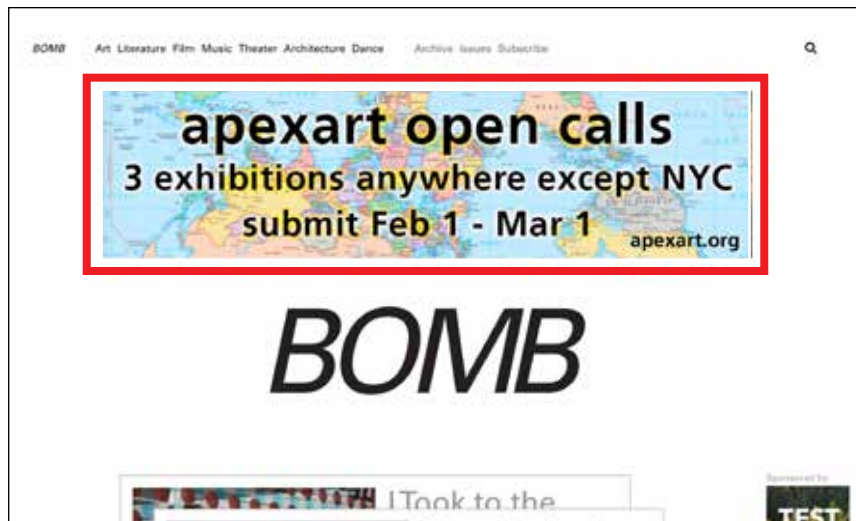 BOMB Art Literature Film Music Theater Architecture Dance Archive Issues Subscribe
apexart open calls
3 exhibitions anywhere except NYC
submit Feb 1 - Mar 1
apexart.org
BOMB
I Took to the
Sponsored by
TEST